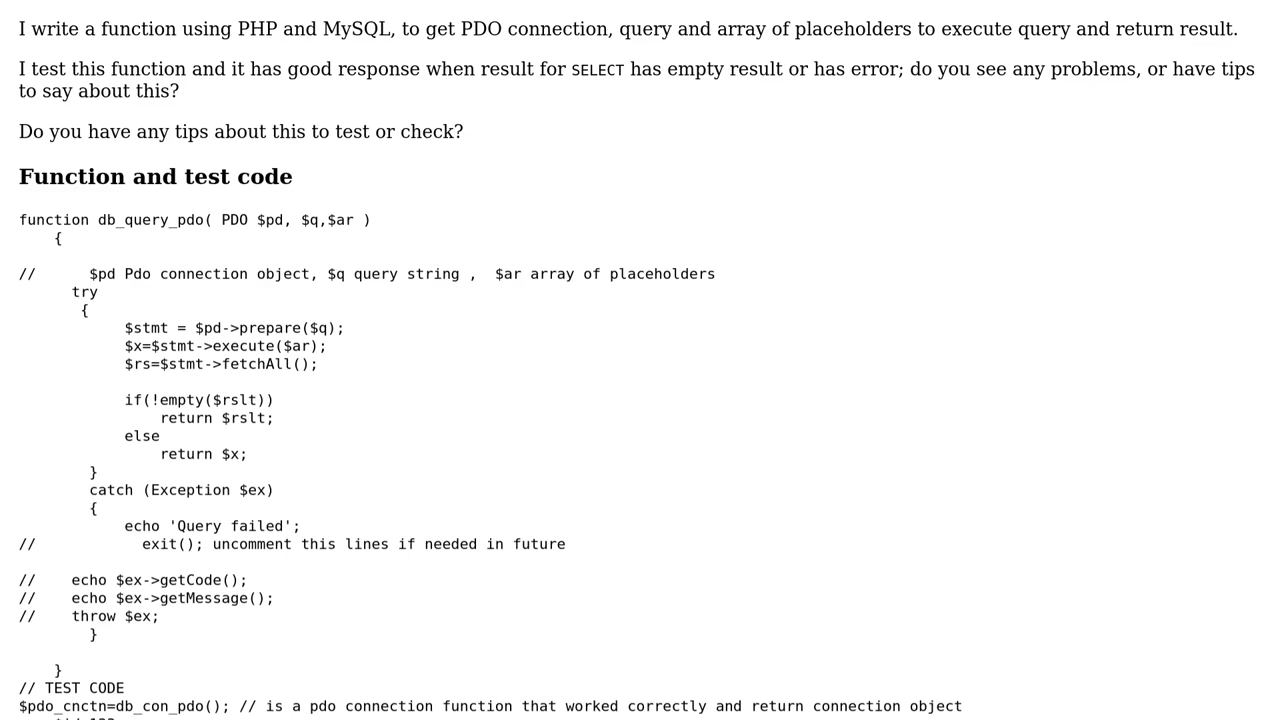 I write a function using PHP and MySQL, to get PDO connection, query and array of placeholders to execute query and return result.
I test this function and it has good response when result for SELECT has empty result or has error; do you see any problems, or have tips
to say about this?
Do you have any tips about this to test or check?
Function and test code
function db_query_pdo( PDO $pd, $q,$ar )
    {
//      $pd Pdo connection object, $q query string ,  $ar array of placeholders
      try
       {
            $stmt = $pd->prepare($q);
            $x=$stmt->execute($ar);
            $rs=$stmt->fetchAll();
            if(!empty($rslt))
                return $rslt;
            else
                return $x;
        }
        catch (Exception $ex)
        {
            echo 'Query failed';
//            exit(); uncomment this lines if needed in future
//    echo $ex->getCode();
//    echo $ex->getMessage();
//    throw $ex;
        }
    }
// TEST CODE
$pdo_cnctn=db_con_pdo(); // is a pdo connection function that worked correctly and return connection object